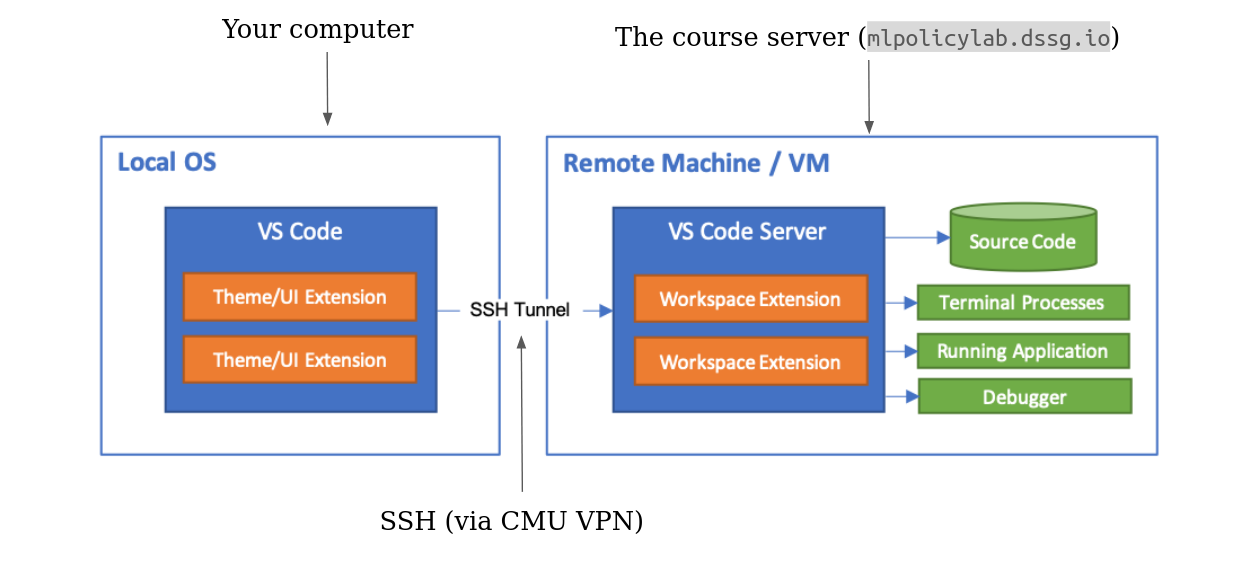 Your computer
The course server (mlpolicylab.dssg.io)
Local OS
VS Code
Theme/UI Extension
Theme/UI Extension
SSH Tunnel
Remote Machine / VM
VS Code Server
Workspace Extension
Workspace Extension
Source Code
Terminal Processes
Running Application
Debugger
SSH (via CMU VPN)